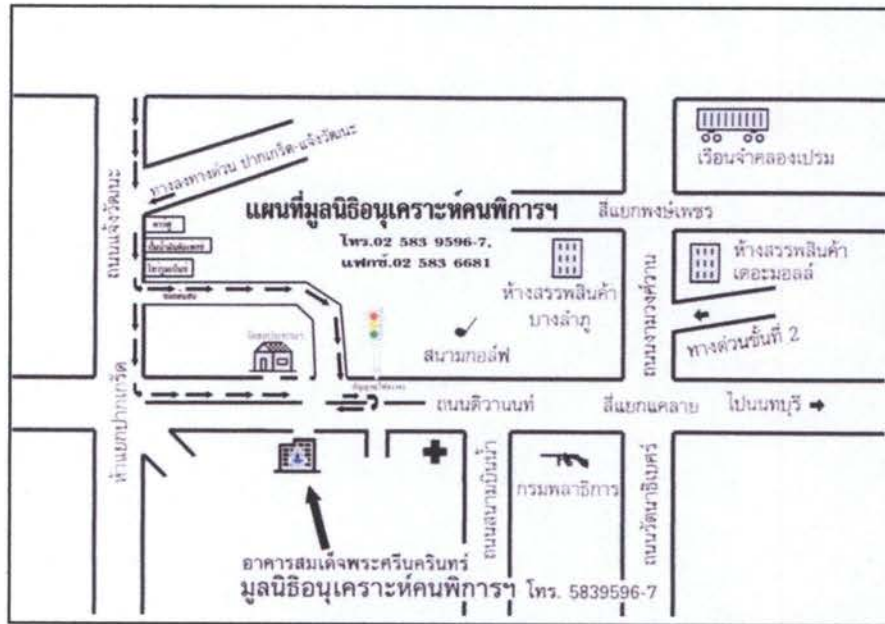 เรือนจำคลองเปรม
ทางลงทางด่วน ปากเกร็ด-แจ้งวัฒนะ
ถนนแจ้งวัฒนะ
แผนที่มูลนิธิอนุเคราะห์คนพิการฯ
สี่แยกพงษ์เพชร
โทร.02 583 9596-7,
แฟกซ์.02 583 6681
ห้างสรรพสินค้า
เดอะมอลล์
ห้างสรรพสินค้า
บางลำภู
ถนนงามวงศ์วาน
ทางด่วนขั้นที่ 2
สนามกอล์ฟ
ห้าแยกปากเกร็ด
ถนนติวานนท์
สี่แยกแคลาย
ไปนนทบุรี
ถนนสนามบินน้ำ
กรมพลาธิการ
ถนนรัตนาธิเบศร์
อาคารสมเด็จพระศรีนครินทร์
มูลนิธิอนุเคราะห์คนพิการฯ โทร. 5839596-7